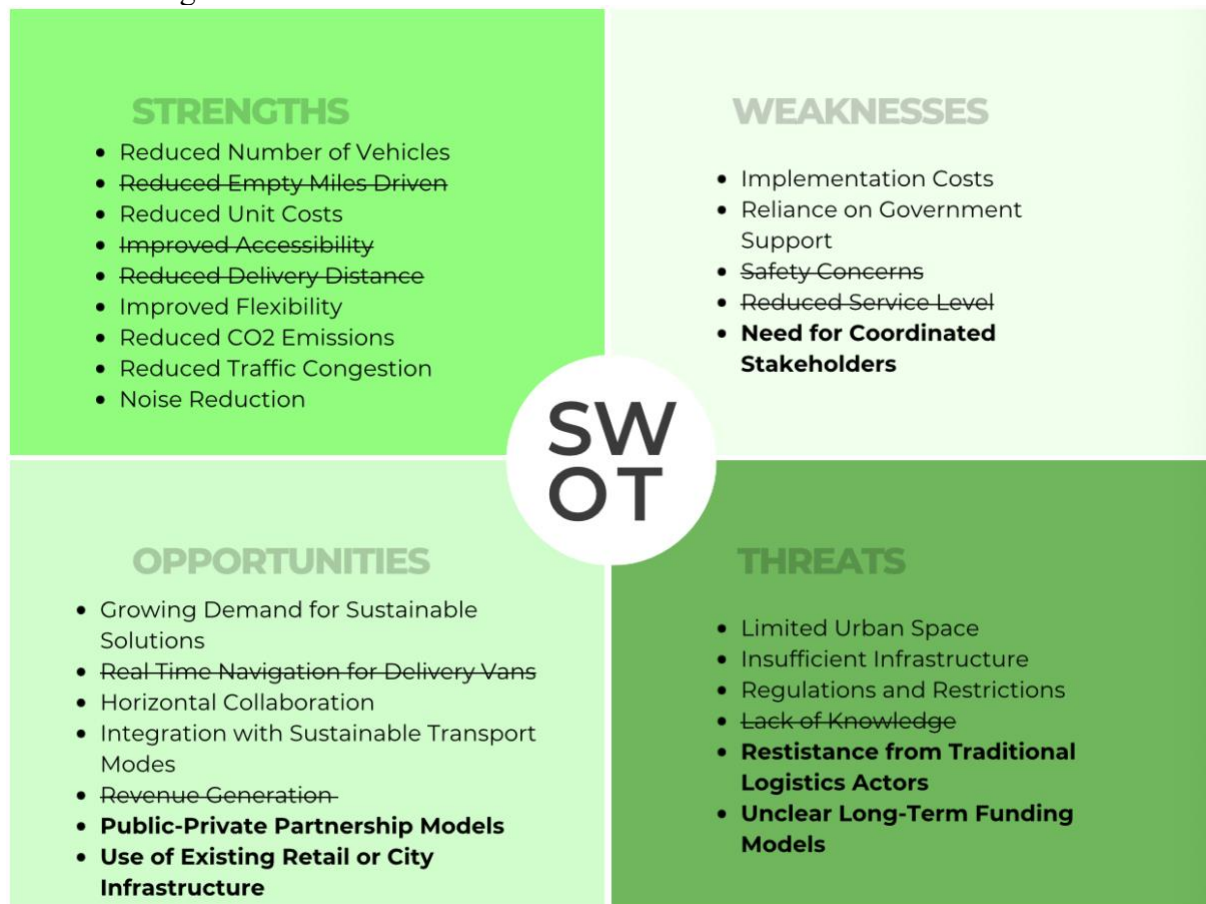 STRENGTHS
Reduced Number of Vehicles
Reduced Empty Miles Driven
Reduced Unit Costs
Improved Accessibility
Reduced Delivery Distance
Improved Flexibility
Reduced CO2 Emissions
Reduced Traffic Congestion
Noise Reduction
WEAKNESSES
Implementation Costs
Reliance on Government
Support
Safety Concerns
Reduced Service Level
Need for Coordinated
Stakeholders
SW
OT
OPPORTUNITIES
Growing Demand for Sustainable
Solutions
Real Time Navigation for Delivery Vans
Horizontal Collaboration
Integration with Sustainable Transport
Modes
Revenue Generation
Public-Private Partnership Models
Use of Existing Retail or City
Infrastructure
THREATS
Limited Urban Space
Insufficient Infrastructure
Regulations and Restrictions
Lack of Knowledge
Restistance from Traditional
Logistics Actors
Unclear Long-Term Funding
Models